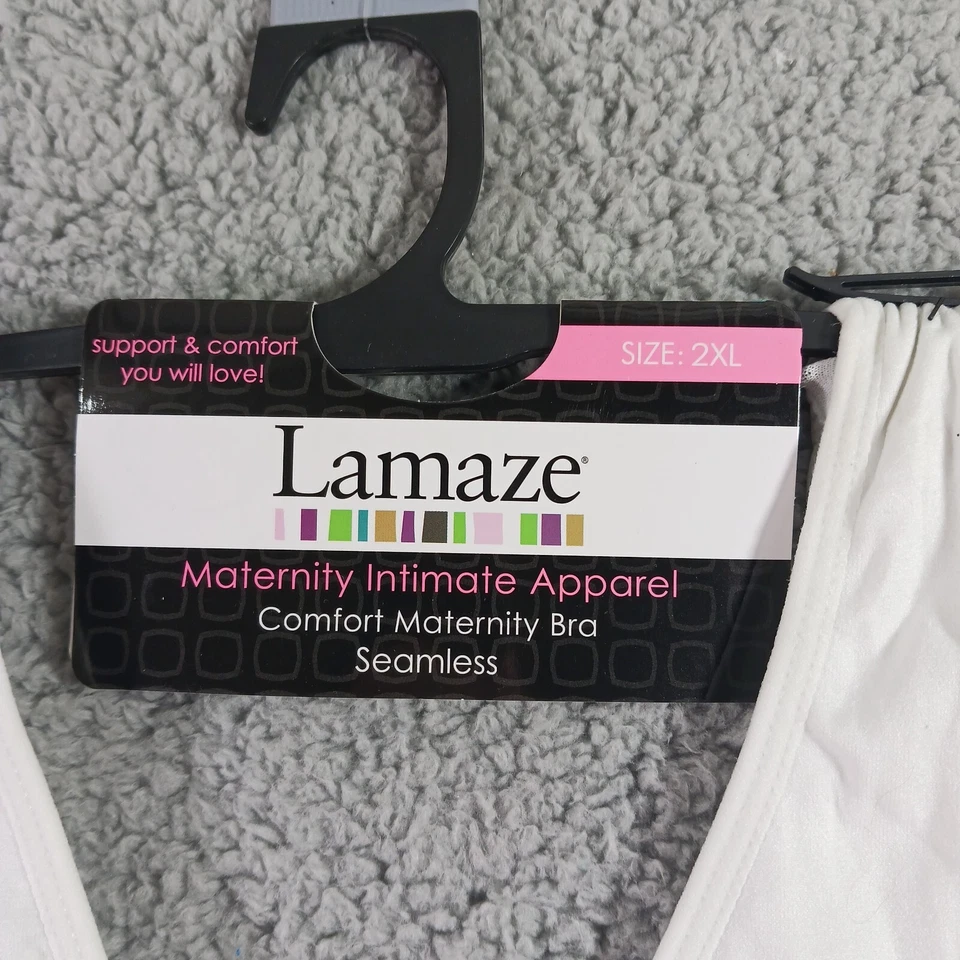 support & comfort
you will love!
SIZE: 2XL
Lamaze®
Maternity Intimate Apparel
Comfort Maternity Bra
Seamless